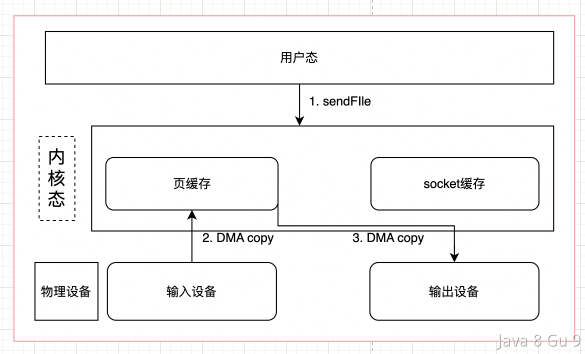 用户态
1. sendFIle
内核态
页缓存
socket缓存
2. DMA copy
3. DMA copy
物理设备
输入设备
输出设备
Java 8 Gu 9